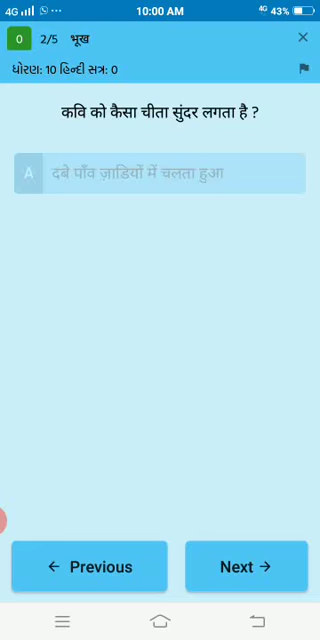 4G ... 10:00 AM 4G 43%
0 2/5 भूख ×
ધોરણ: 10 હિન્દી સત્ર: 0
कवि को कैसा चीता सुंदर लगता है ?
A दबे पाँव ज़ाडियों में चलता हुआ
← Previous Next →